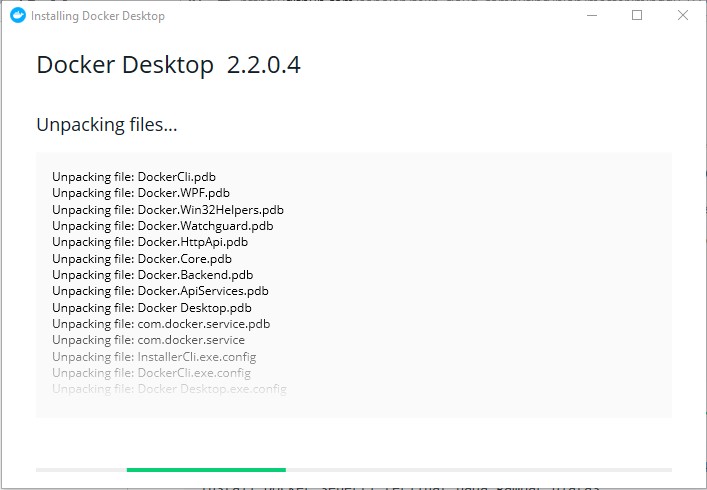 Installing Docker Desktop
Docker Desktop 2.2.0.4
Unpacking files...
Unpacking file: DockerCli.pdb
Unpacking file: Docker.WPF.pdb
Unpacking file: Docker.Win32Helpers.pdb
Unpacking file: Docker.Watchguard.pdb
Unpacking file: Docker.HttpApi.pdb
Unpacking file: Docker.Core.pdb
Unpacking file: Docker.Backend.pdb
Unpacking file: Docker.ApiServices.pdb
Unpacking file: Docker Desktop.pdb
Unpacking file: com.docker.service.pdb
Unpacking file: com.docker.service
Unpacking file: InstallerCli.exe.config
Unpacking file: DockerCli.exe.config
Unpacking file: Docker Desktop.exe.config